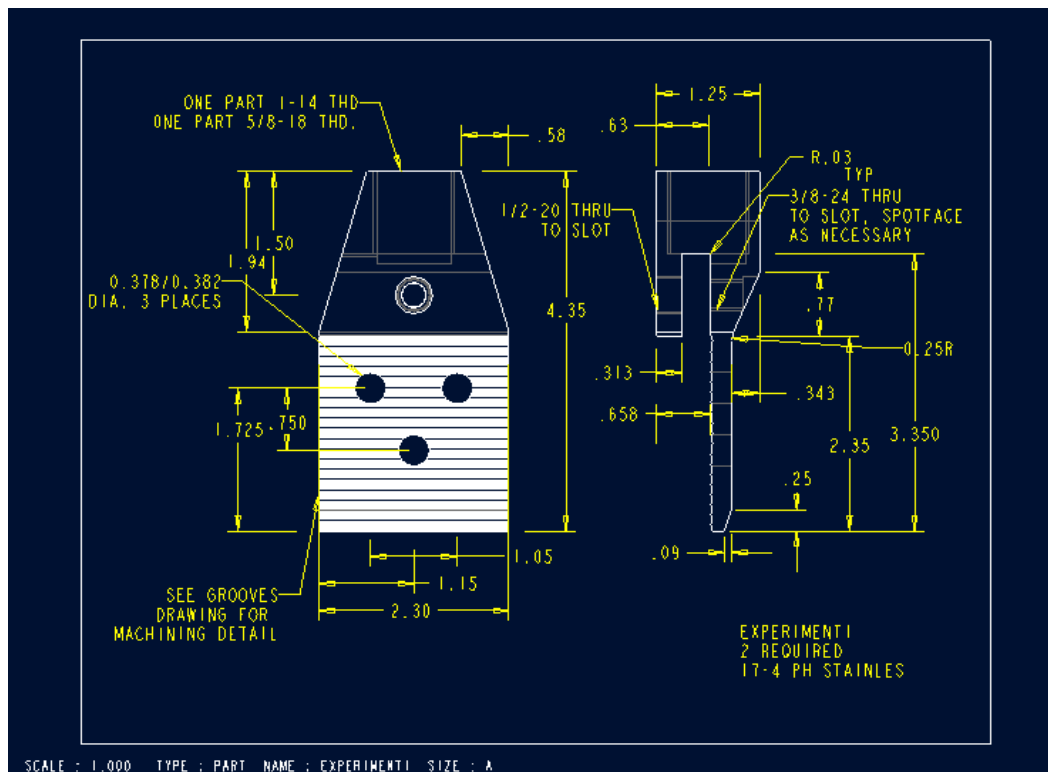 ONE PART 1-14 THD
ONE PART 5/8-18 THD.
.58
1.25
.63
R.03
TYP
3/8-24 THRU
TO SLOT, SPOTFACE
AS NECESSARY
1/2-20 THRU
TO SLOT
1.50
1.94
0.378/0.382
DIA. 3 PLACES
4.35
.77
0.25R
.313
.343
.658
1.725
.750
2.35
3.350
.25
.09
1.05
1.15
2.30
SEE GROOVES
DRAWING FOR
MACHINING DETAIL
EXPERIMENT1
2 REQUIRED
17-4 PH STAINLES
SCALE : 1.000 TYPE : PART NAME : EXPERIMENT1 SIZE : A